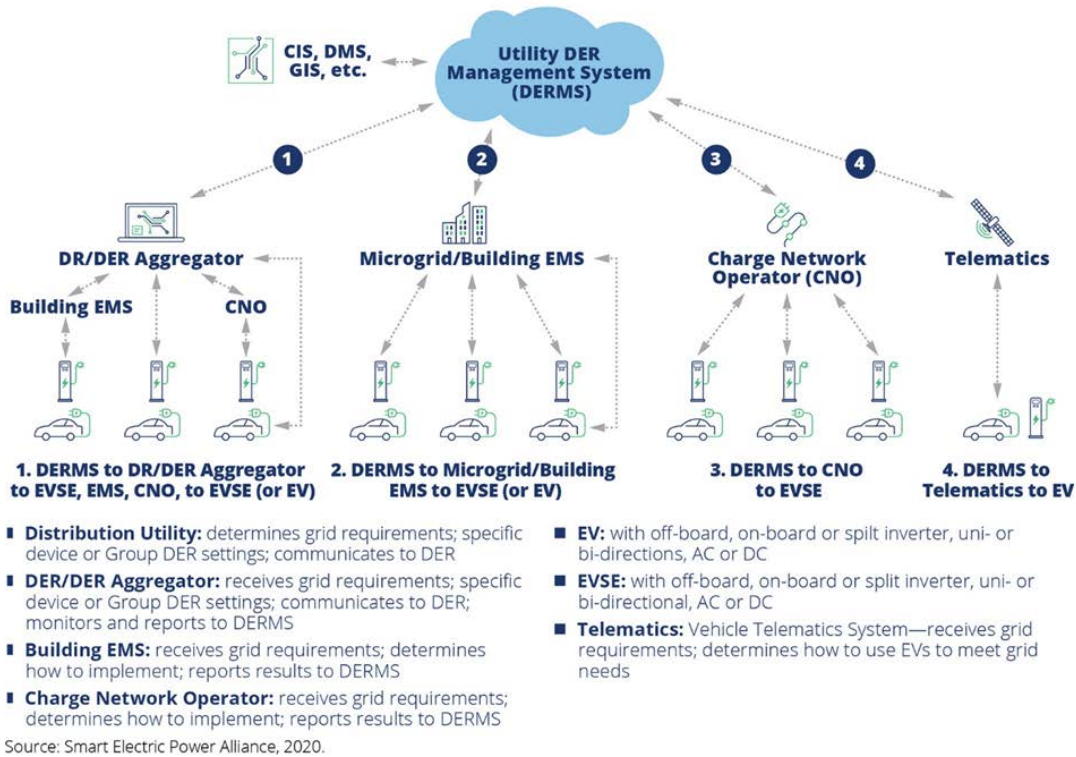 CIS, DMS,
GIS, etc.
Utility DER
Management System
(DERMS)
1
2
3
4
DR/DER Aggregator
Building EMS
CNO
Microgrid/Building EMS
Charge Network
Operator (CNO)
Telematics
1. DERMS to DR/DER Aggregator
to EVSE, EMS, CNO, to EVSE (or EV)
2. DERMS to Microgrid/Building
EMS to EVSE (or EV)
3. DERMS to CNO
to EVSE
4. DERMS to
Telematics to EV
Distribution Utility: determines grid requirements; specific
device or Group DER settings; communicates to DER
DER/DER Aggregator: receives grid requirements; specific
device or Group DER settings; communicates to DER;
monitors and reports to DERMS
Building EMS: receives grid requirements; determines
how to implement; reports results to DERMS
Charge Network Operator: receives grid requirements;
determines how to implement; reports results to DERMS
EV: with off-board, on-board or spilt inverter, uni- or
bi-directions, AC or DC
EVSE: with off-board, on-board or split inverter, uni- or
bi-directional, AC or DC
Telematics: Vehicle Telematics System—receives grid
requirements; determines how to use EVs to meet grid
needs
Source: Smart Electric Power Alliance, 2020.